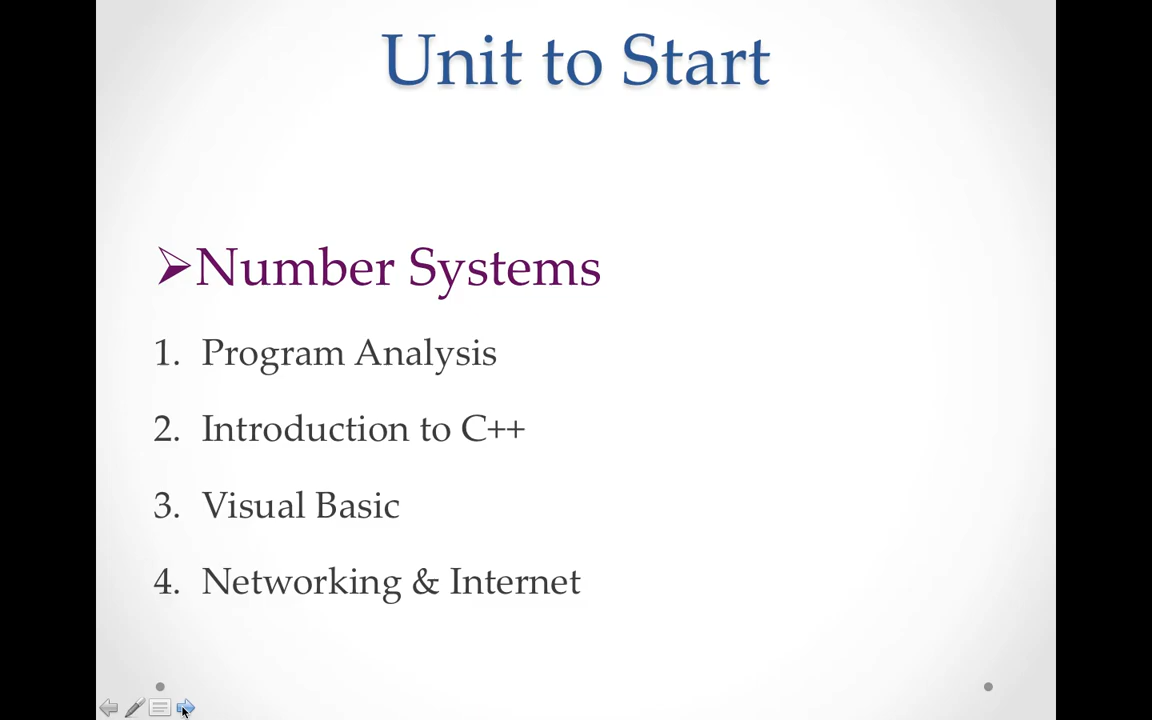 Unit to Start
➢Number Systems
1. Program Analysis
2. Introduction to C++
3. Visual Basic
4. Networking & Internet